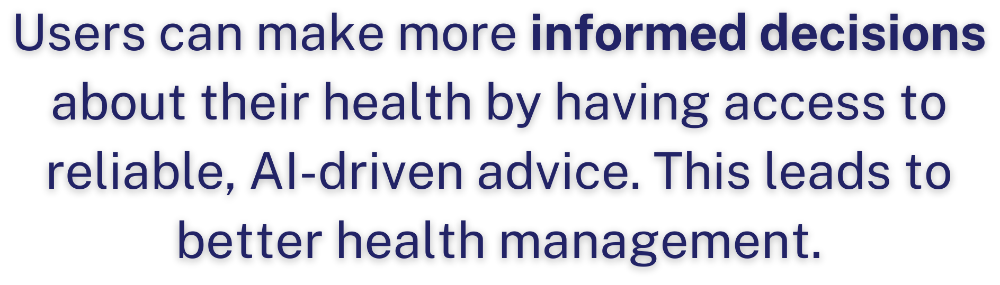 Users can make more informed decisions
about their health by having access to
reliable, AI-driven advice. This leads to
better health management.